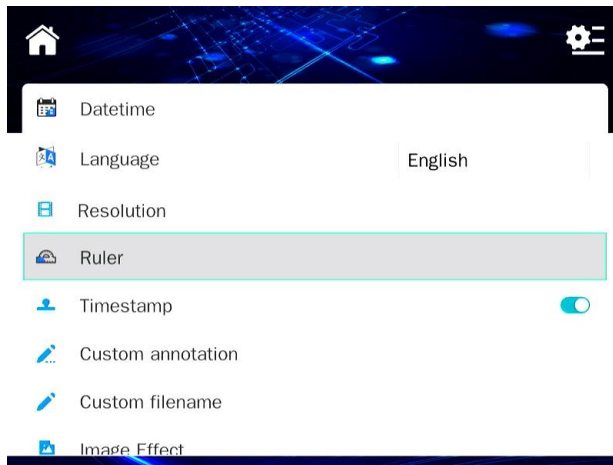 Datetime
Language English
Resolution
Ruler
Timestamp
Custom annotation
Custom filename
Image Effect